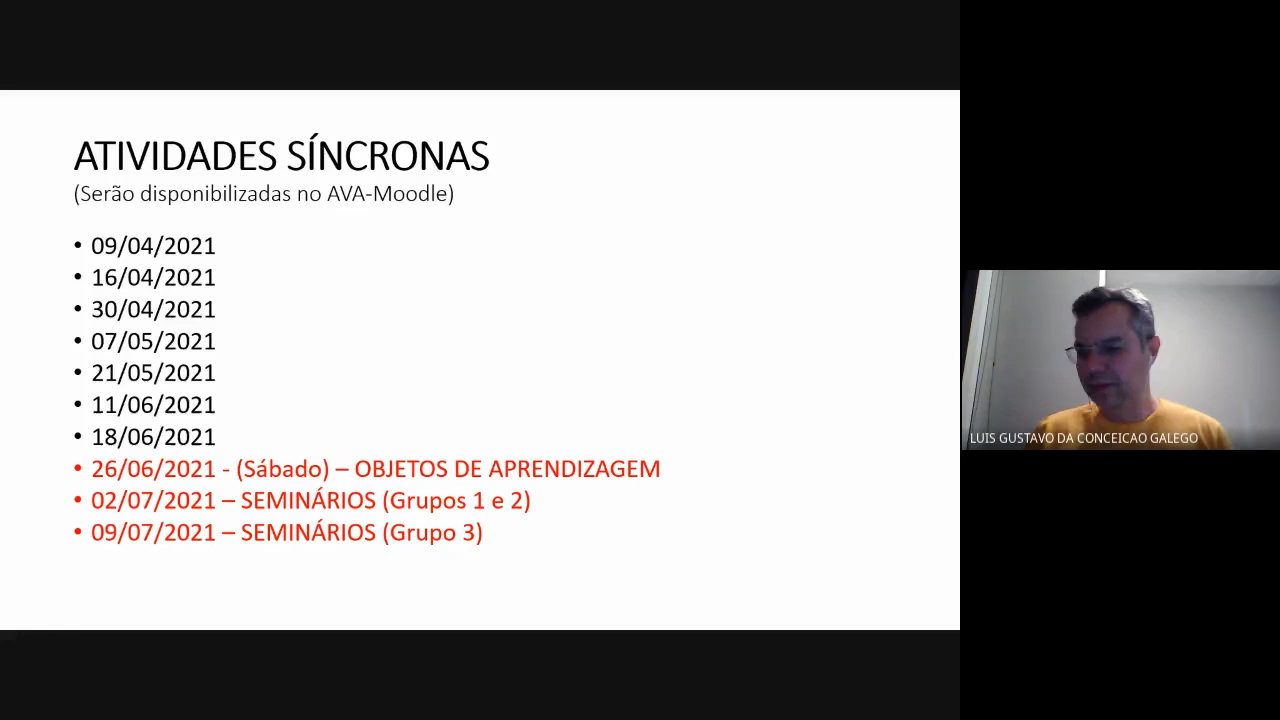 ATIVIDADES SÍNCRONAS
(Serão disponibilizadas no AVA-Moodle)
• 09/04/2021
• 16/04/2021
• 30/04/2021
• 07/05/2021
• 21/05/2021
• 11/06/2021
• 18/06/2021
• 26/06/2021 - (Sábado) – OBJETOS DE APRENDIZAGEM
• 02/07/2021 – SEMINÁRIOS (Grupos 1 e 2)
• 09/07/2021 – SEMINÁRIOS (Grupo 3)
LUIS GUSTAVO DA CONCEICAO GALEGO